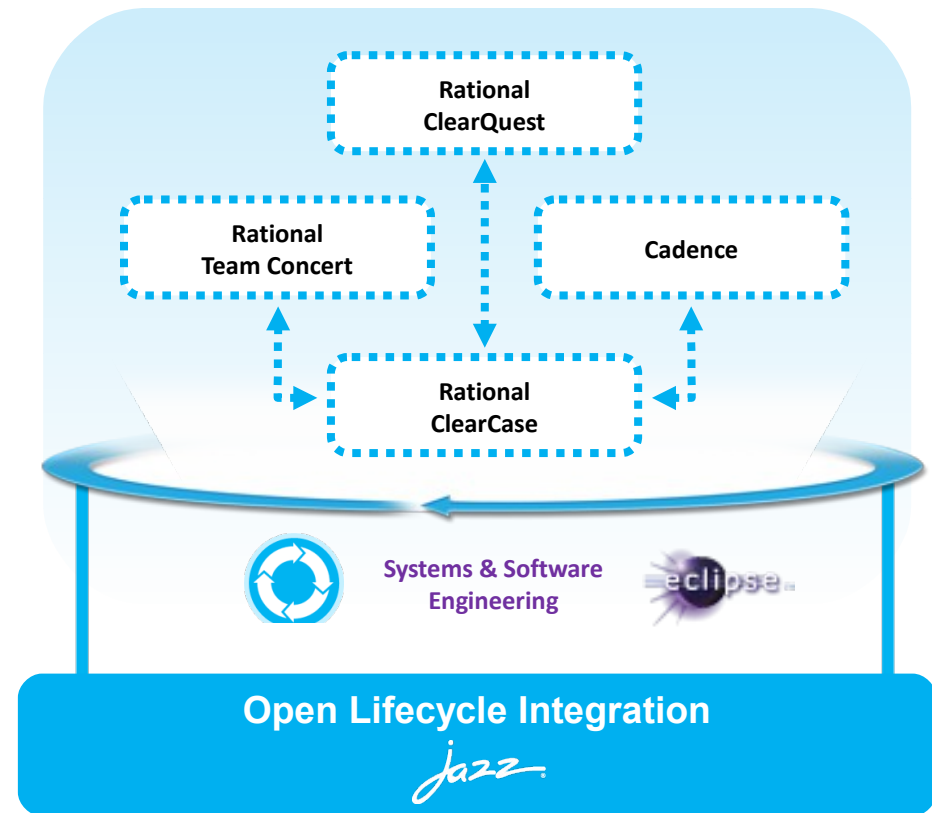 Rational
ClearQuest
Rational
Team Concert
Cadence
Rational
ClearCase
Systems & Software
Engineering
eclipse
Open Lifecycle Integration
jazz